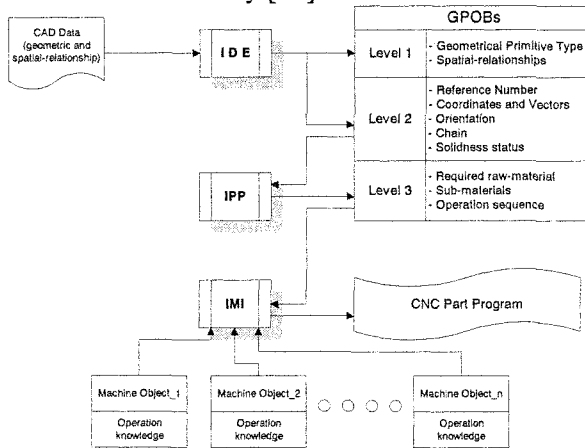 GPOBs
CAD Data
(geometric and
spatial-relationship)
I D E
Level 1
- Geometrical Primitive Type
- Spatial-relationships
Level 2
- Reference Number
- Coordinates and Vectors
- Orientation
- Chain
- Solidness status
IPP
Level 3
- Required raw-material
- Sub-materials
- Operation sequence
IMI
CNC Part Program
Machine Object_1
Machine Object_2
Machine Object_n
Operation
knowledge
Operation
knowledge
Operation
knowledge